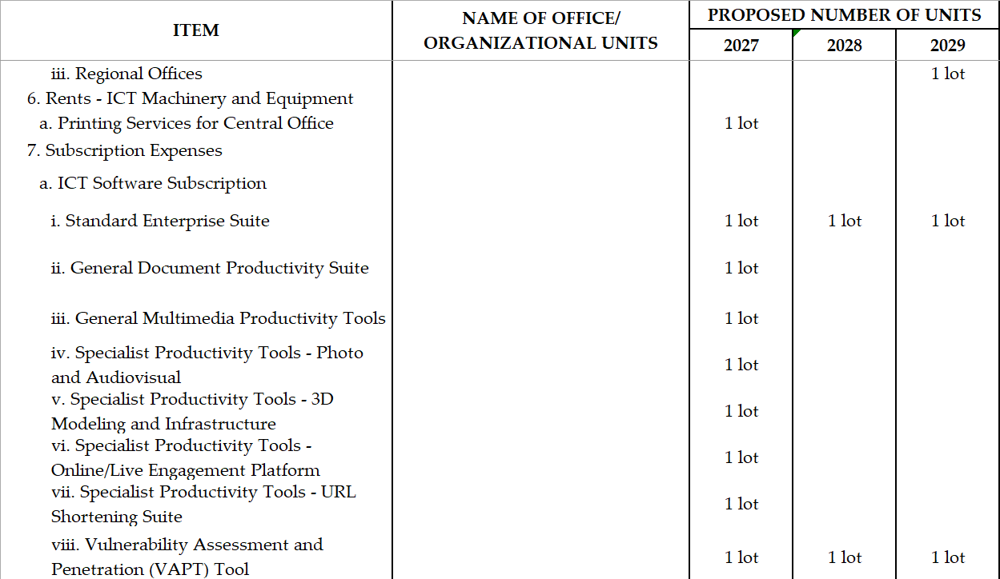 ITEM
NAME OF OFFICE/
ORGANIZATIONAL UNITS
PROPOSED NUMBER OF UNITS
2027 2028 2029
iii. Regional Offices 1 lot
6. Rents - ICT Machinery and Equipment
a. Printing Services for Central Office 1 lot
7. Subscription Expenses
a. ICT Software Subscription
i. Standard Enterprise Suite 1 lot 1 lot 1 lot
ii. General Document Productivity Suite 1 lot
iii. General Multimedia Productivity Tools 1 lot
iv. Specialist Productivity Tools - Photo
and Audiovisual
1 lot
v. Specialist Productivity Tools - 3D
Modeling and Infrastructure
1 lot
vi. Specialist Productivity Tools -
Online/Live Engagement Platform
1 lot
vii. Specialist Productivity Tools - URL
Shortening Suite
1 lot
viii. Vulnerability Assessment and
Penetration (VAPT) Tool
1 lot 1 lot 1 lot